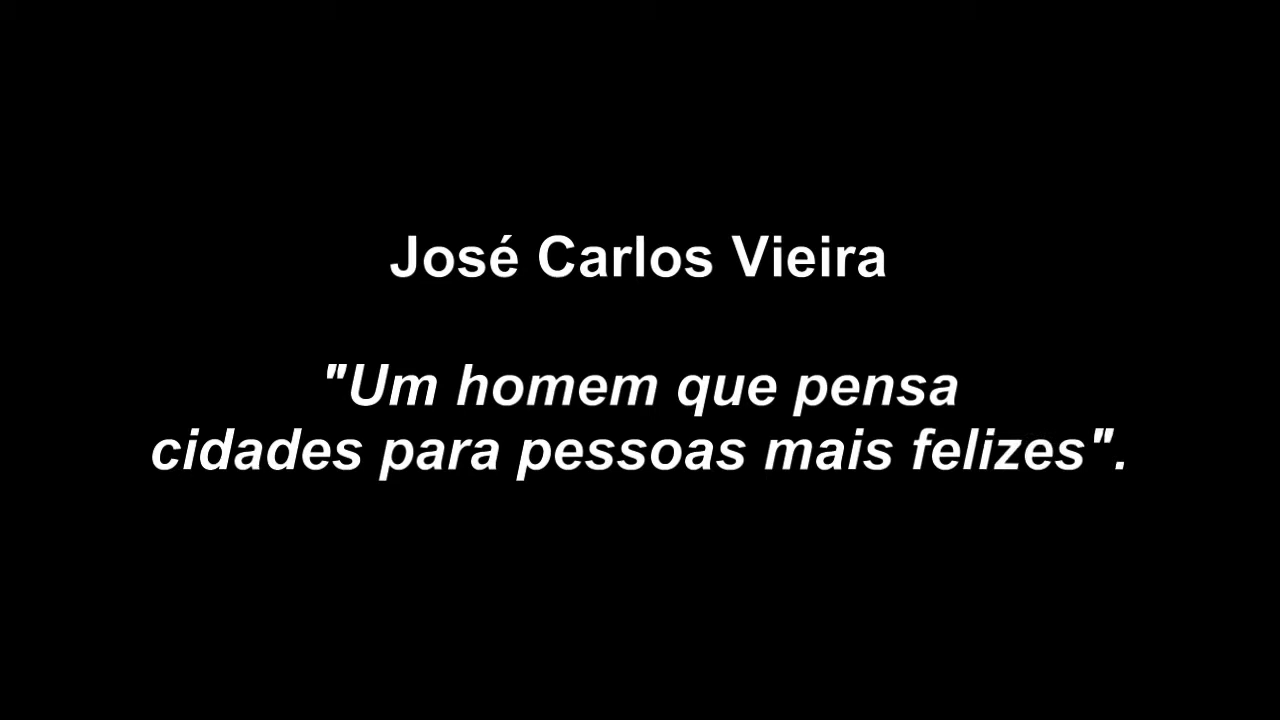 José Carlos Vieira
"Um homem que pensa
cidades para pessoas mais felizes".